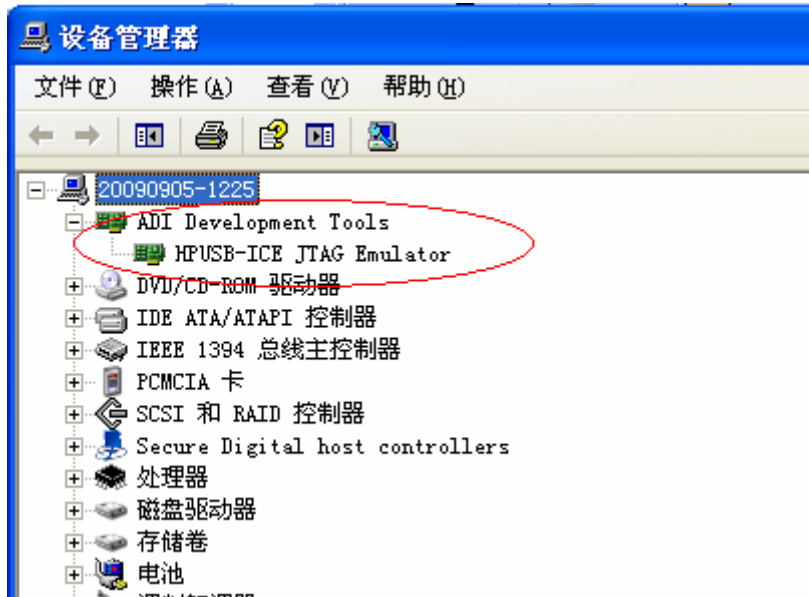 设备管理器
文件(F) 操作(A) 查看(V) 帮助(H)
20090905-1225
ADI Development Tools
HPUSB-ICE JTAG Emulator
DVD/CD-ROM 驱动器
IDE ATA/ATAPI 控制器
IEEE 1394 总线主控制器
PCMCIA 卡
SCSI 和 RAID 控制器
Secure Digital host controllers
处理器
磁盘驱动器
存储卷
电池